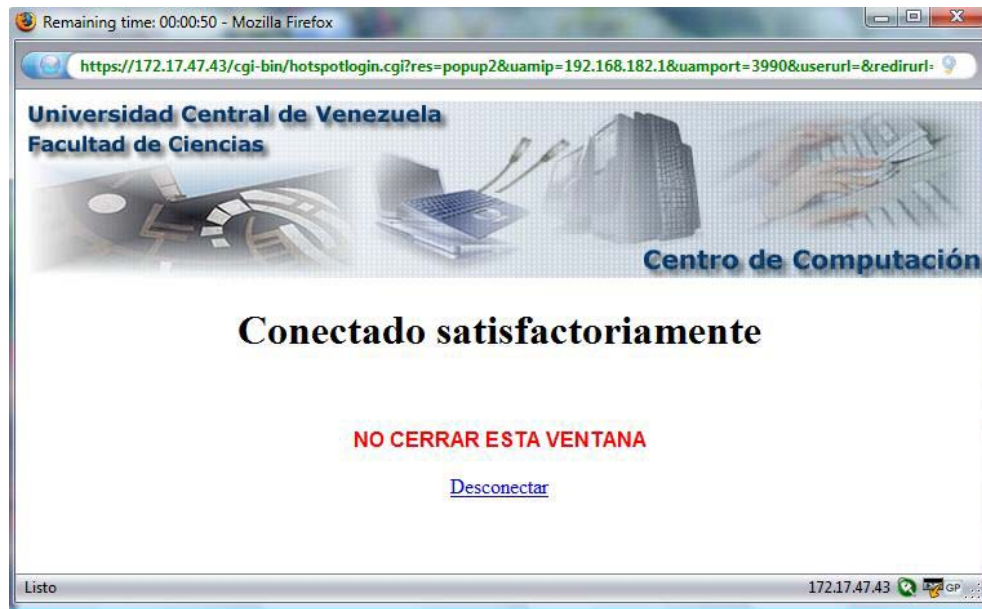 Remaining time: 00:00:50 - Mozilla Firefox
https://172.17.47.43/cgi-bin/hotspotlogin.cgi?res=popup2&uamip=192.168.182.1&uamport=3990&userurl=&redirurl=
Universidad Central de Venezuela
Facultad de Ciencias
Centro de Computación
Conectado satisfactoriamente
NO CERRAR ESTA VENTANA
Desconectar
Listo 172.17.47.43 GP